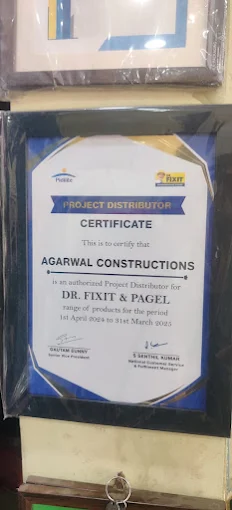 Pidilite
Dr. FIXIT
PROJECT DISTRIBUTOR
CERTIFICATE
This is to certify that
AGARWAL CONSTRUCTIONS
is an authorized Project Distributor for
DR. FIXIT & PAGEL
range of products for the period
1st April 2024 to 31st March 2025
GAUTAM SUNNY
Senior Vice President
S SENTHIL KUMAR
National Customer Service
Manager